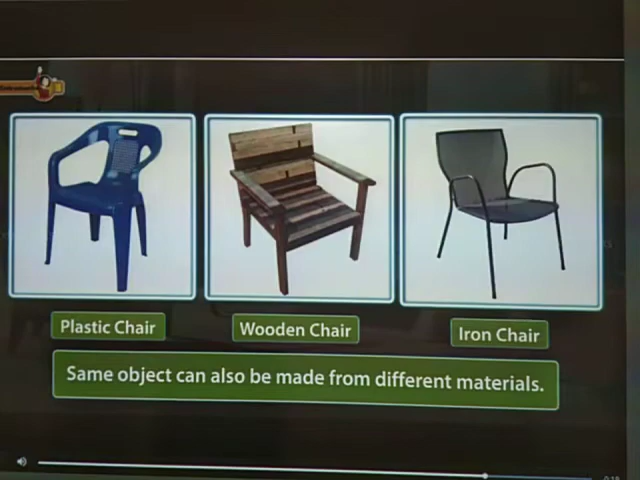 Plastic Chair
Wooden Chair
Iron Chair
Same object can also be made from different materials.